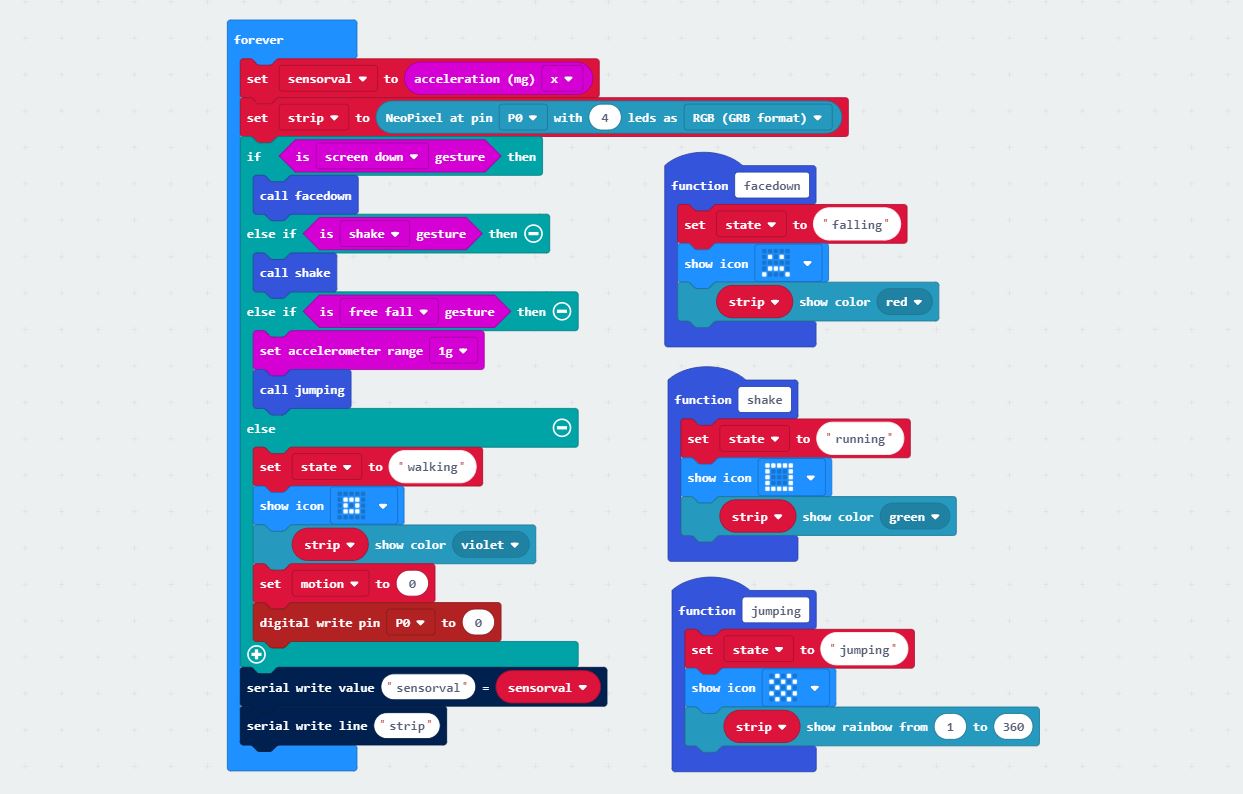 forever
set sensorval to acceleration (mg) x
set strip to NeoPixel at pin P0 with 4 leds as RGB (GRB format)
if is screen down gesture then
call facedown
else if is shake gesture then
call shake
else if is free fall gesture then
set accelerometer range 1g
call jumping
else
set state to "walking"
show icon
strip show color violet
set motion to 0
digital write pin P0 to 0
serial write value "sensorval" = sensorval
serial write line "strip"
function facedown
set state to "falling"
show icon
strip show color red
function shake
set state to "running"
show icon
strip show color green
function jumping
set state to "jumping"
show icon
strip show rainbow from 1 to 360